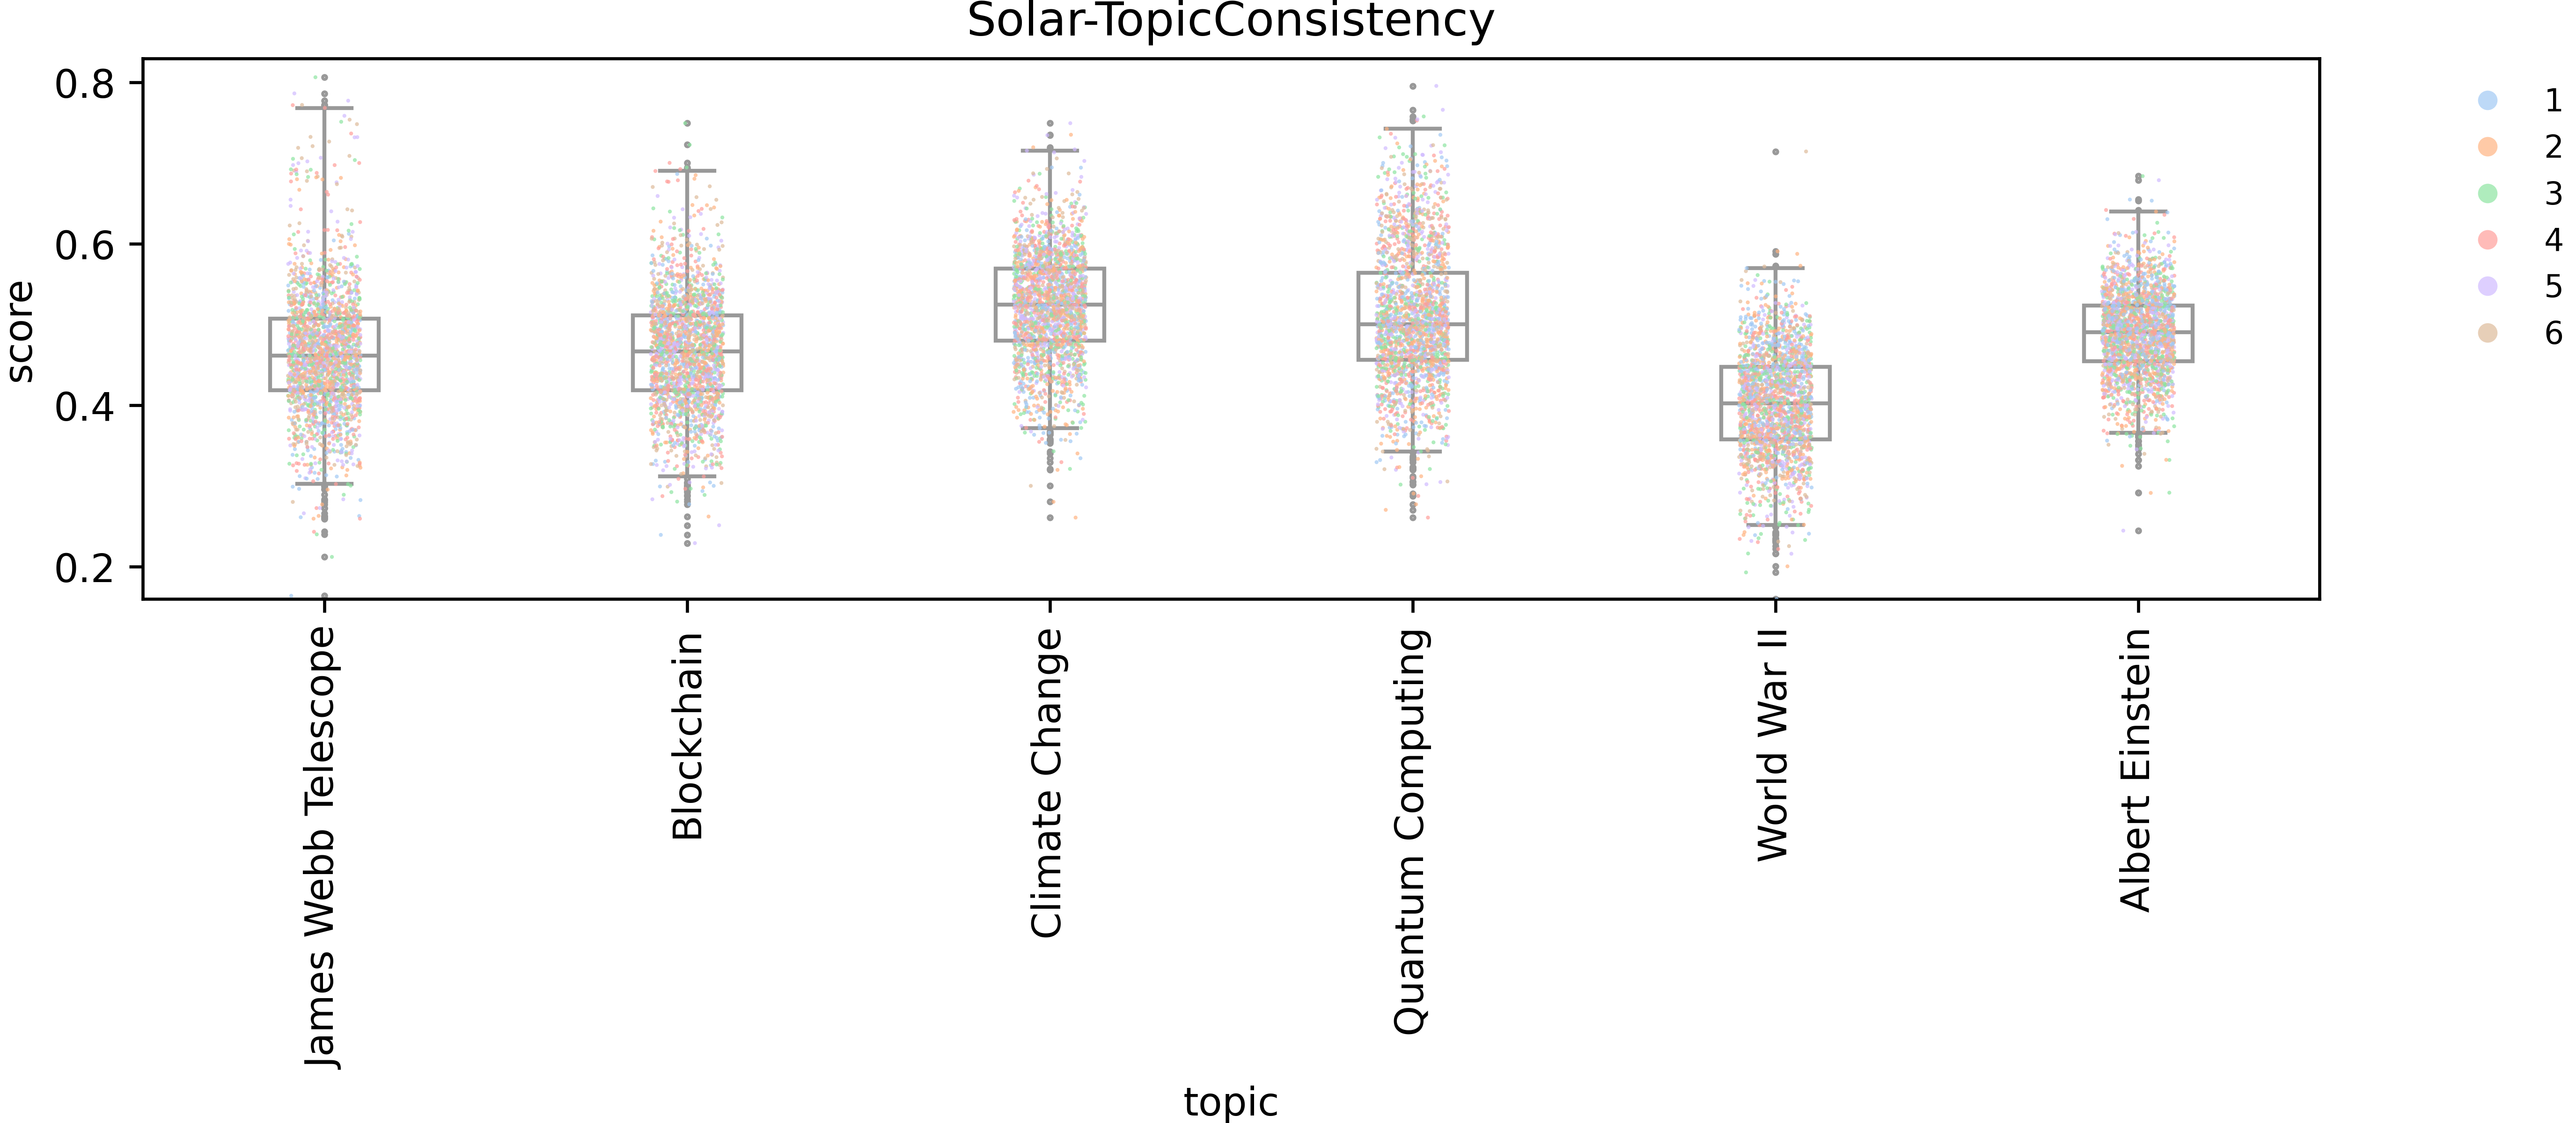 Solar-TopicConsistency
score
0.8
0.6
0.4
0.2
1
2
3
4
5
6
James Webb Telescope
Blockchain
Climate Change
Quantum Computing
World War II
Albert Einstein
topic